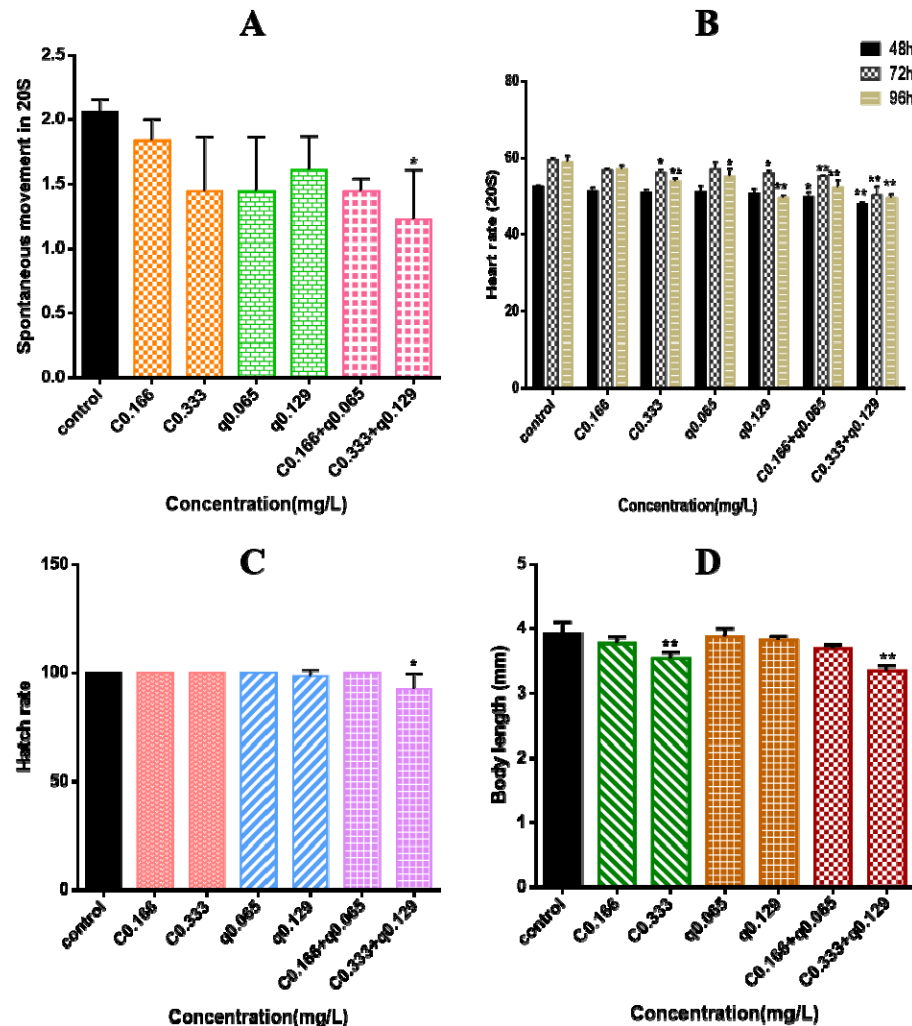 A
Spontaneous movement in 20S
2.5
2.0
1.5
1.0
0.5
0.0
*
control
C0.166
C0.333
q0.065
q0.129
C0.166+q0.065
C0.333+q0.129
Concentration(mg/L)
B
48h
72h
96h
Heart rate (20S)
80
60
40
20
0
* ** * * ** * ** ** ** ** **
control
C0.166
C0.333
q0.065
q0.129
C0.166+q0.065
C0.333+q0.129
Concentration(mg/L)
C
Hatch rate
150
100
50
0
*
control
C0.166
C0.333
q0.065
q0.129
C0.166+q0.065
C0.333+q0.129
Concentration(mg/L)
D
Body length (mm)
5
4
3
2
1
0
** **
control
C0.166
C0.333
q0.065
q0.129
C0.166+q0.065
C0.333+q0.129
Concentration(mg/L)